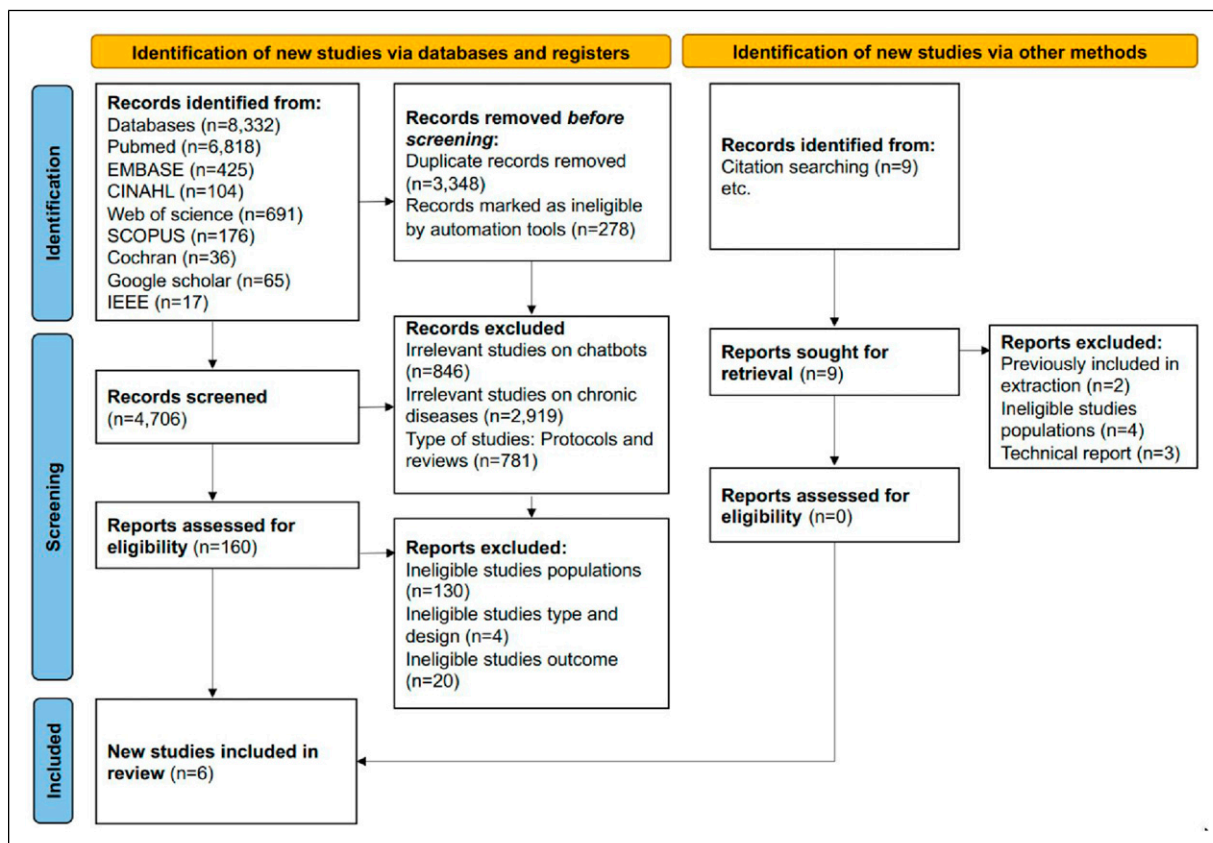 Identification of new studies via databases and registers
Identification of new studies via other methods
Identification
Records identified from:
Databases (n=8,332)
Pubmed (n=6,818)
EMBASE (n=425)
CINAHL (n=104)
Web of science (n=691)
SCOPUS (n=176)
Cochran (n=36)
Google scholar (n=65)
IEEE (n=17)
Records removed before
screening:
Duplicate records removed
(n=3,348)
Records marked as ineligible
by automation tools (n=278)
Records identified from:
Citation searching (n=9)
etc.
Screening
Records screened
(n=4,706)
Records excluded
Irrelevant studies on chatbots
(n=846)
Irrelevant studies on chronic
diseases (n=2,919)
Type of studies: Protocols and
reviews (n=781)
Reports sought for
retrieval (n=9)
Reports excluded:
Previously included in
extraction (n=2)
Ineligible studies
populations (n=4)
Technical report (n=3)
Reports assessed for
eligibility (n=160)
Reports excluded:
Ineligible studies populations
(n=130)
Ineligible studies type and
design (n=4)
Ineligible studies outcome
(n=20)
Reports assessed for
eligibility (n=0)
Included
New studies included in
review (n=6)